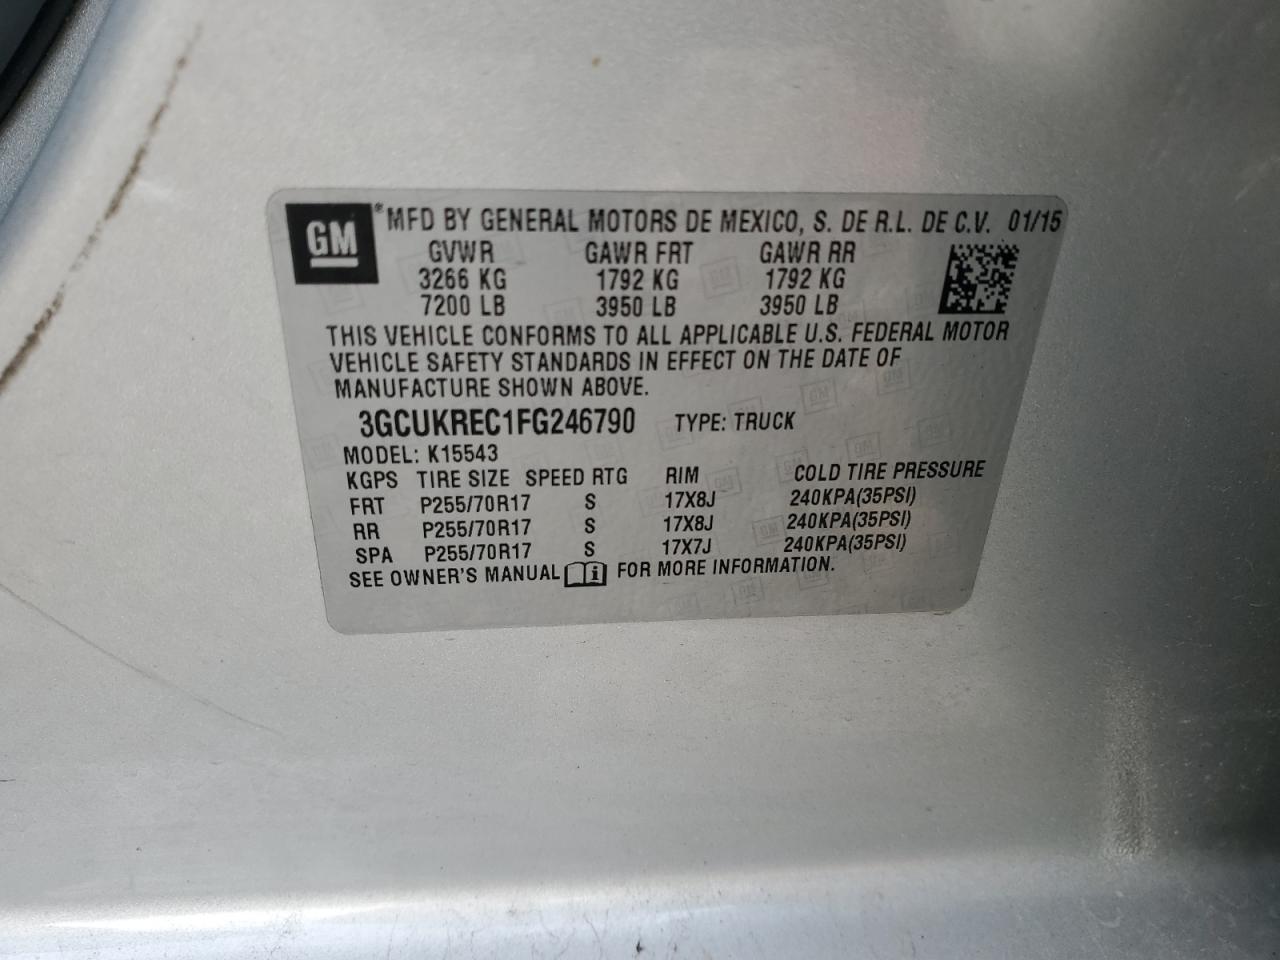 GM ® MFD BY GENERAL MOTORS DE MEXICO, S. DE R.L. DE C.V. 01/15
GVWR GAWR FRT GAWR RR
3266 KG 1792 KG 1792 KG
7200 LB 3950 LB 3950 LB
THIS VEHICLE CONFORMS TO ALL APPLICABLE U.S. FEDERAL MOTOR
VEHICLE SAFETY STANDARDS IN EFFECT ON THE DATE OF
MANUFACTURE SHOWN ABOVE.
3GCUKREC1FG246790 TYPE: TRUCK
MODEL: K15543
KGPS TIRE SIZE SPEED RTG RIM COLD TIRE PRESSURE
FRT P255/70R17 S 17X8J 240KPA(35PSI)
RR P255/70R17 S 17X8J 240KPA(35PSI)
SPA P255/70R17 S 17X7J 240KPA(35PSI)
SEE OWNER'S MANUAL i FOR MORE INFORMATION.